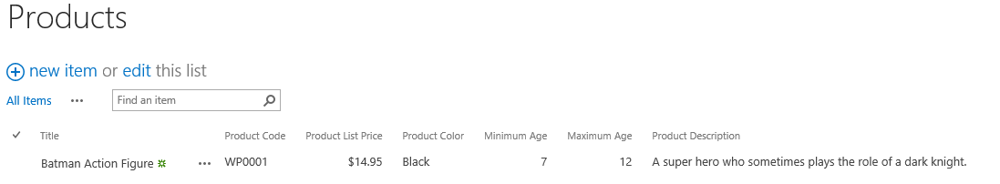 Products
new item or edit this list
All Items ••• Find an item
Title Product Code Product List Price Product Color Minimum Age Maximum Age Product Description
Batman Action Figure ••• WP0001 $14.95 Black 7 12 A super hero who sometimes plays the role of a dark knight.